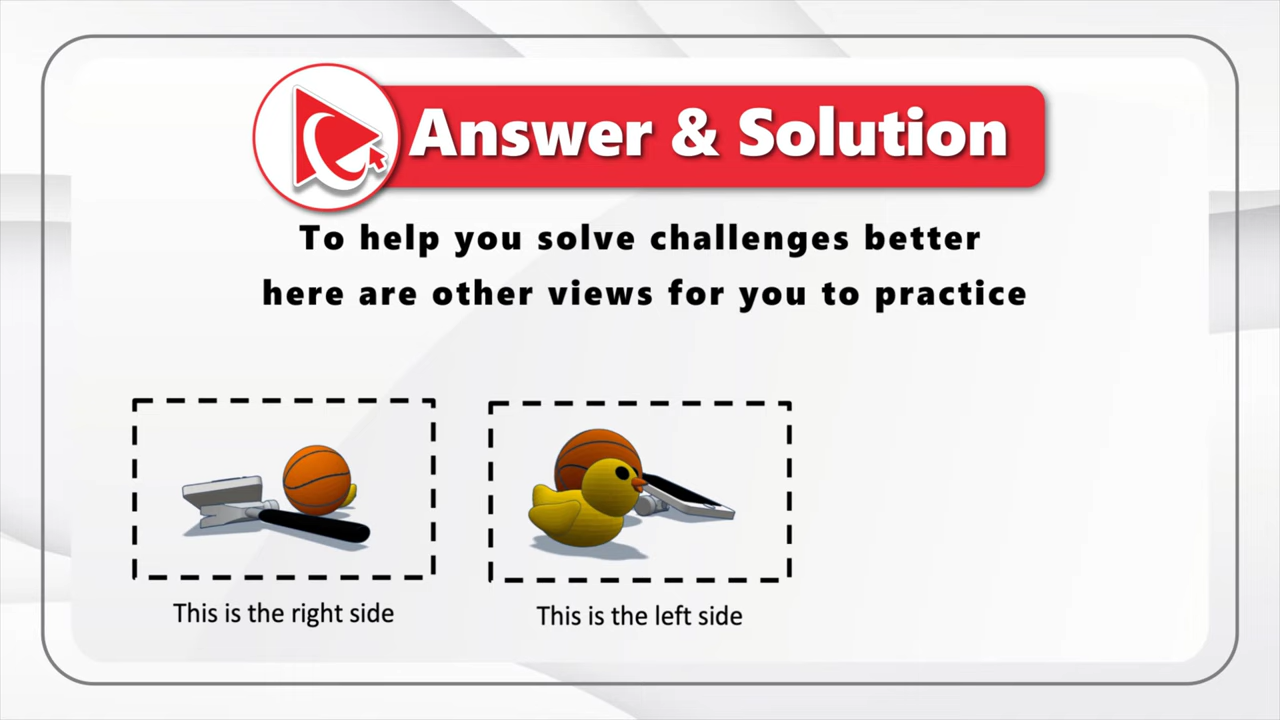 Answer & Solution
To help you solve challenges better
here are other views for you to practice
This is the right side
This is the left side